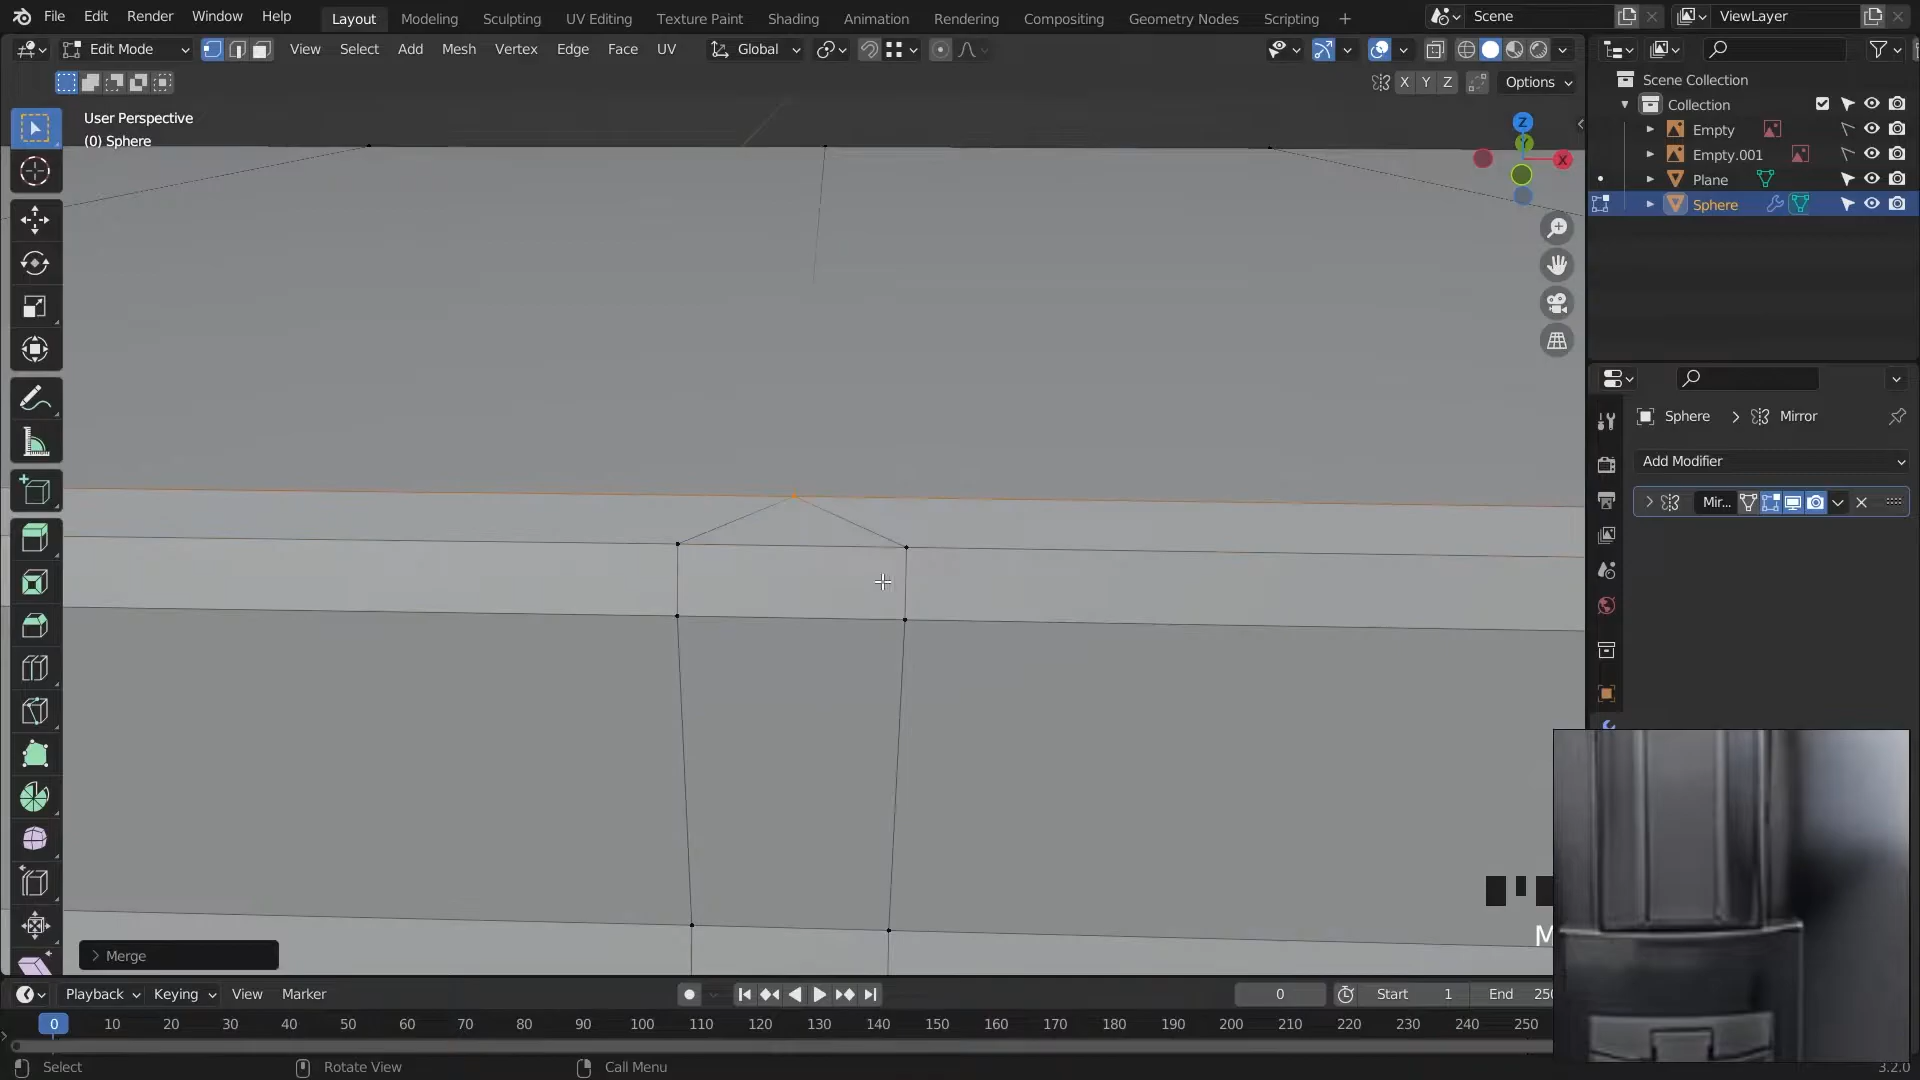 File Edit Render Window Help Layout Modeling Sculpting UV Editing Texture Paint Shading Animation Rendering Compositing Geometry Nodes Scripting + Scene ViewLayer
Edit Mode View Select Add Mesh Vertex Edge Face UV Global
X Y Z Options
User Perspective
(0) Sphere
Z
Y
X
Scene Collection
Collection
Empty
Empty.001
Plane
Sphere
Sphere > Mirror
Add Modifier
Mir...
M
> Merge
Playback Keying View Marker 0 Start 1 End 250
0 10 20 30 40 50 60 70 80 90 100 110 120 130 140 150 160 170 180 190 200 210 220 230 240 250
Select Rotate View Call Menu 3.2.0